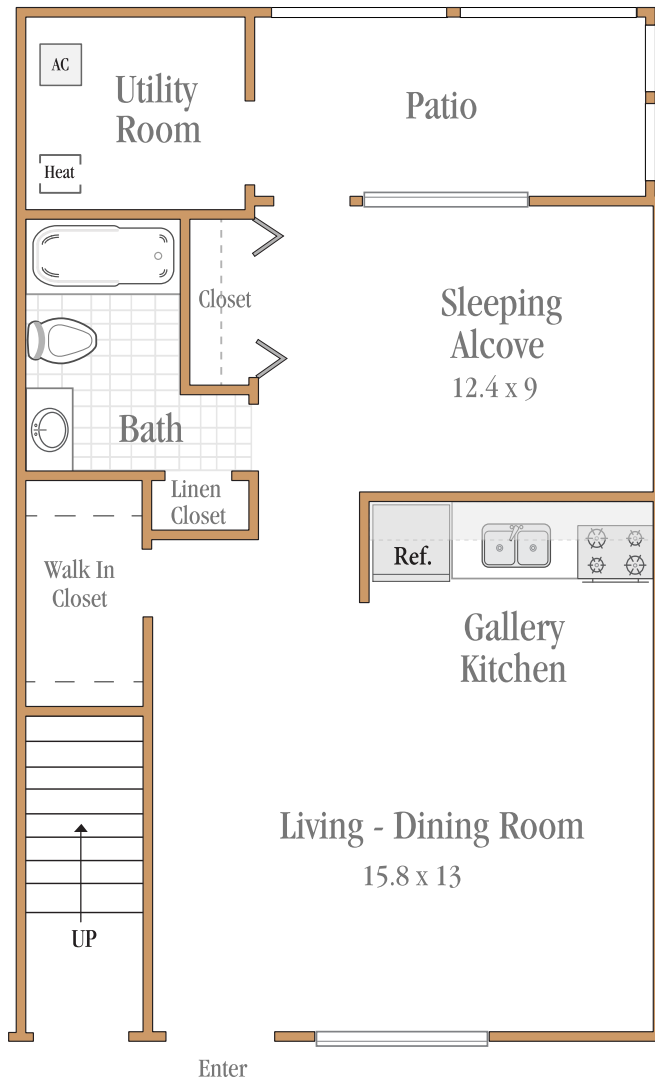 AC
Utility
Room
Patio
Heat
Closet
Sleeping
Alcove
12.4 x 9
Bath
Linen
Closet
Walk In
Closet
Ref.
Gallery
Kitchen
Living - Dining Room
15.8 x 13
UP
Enter